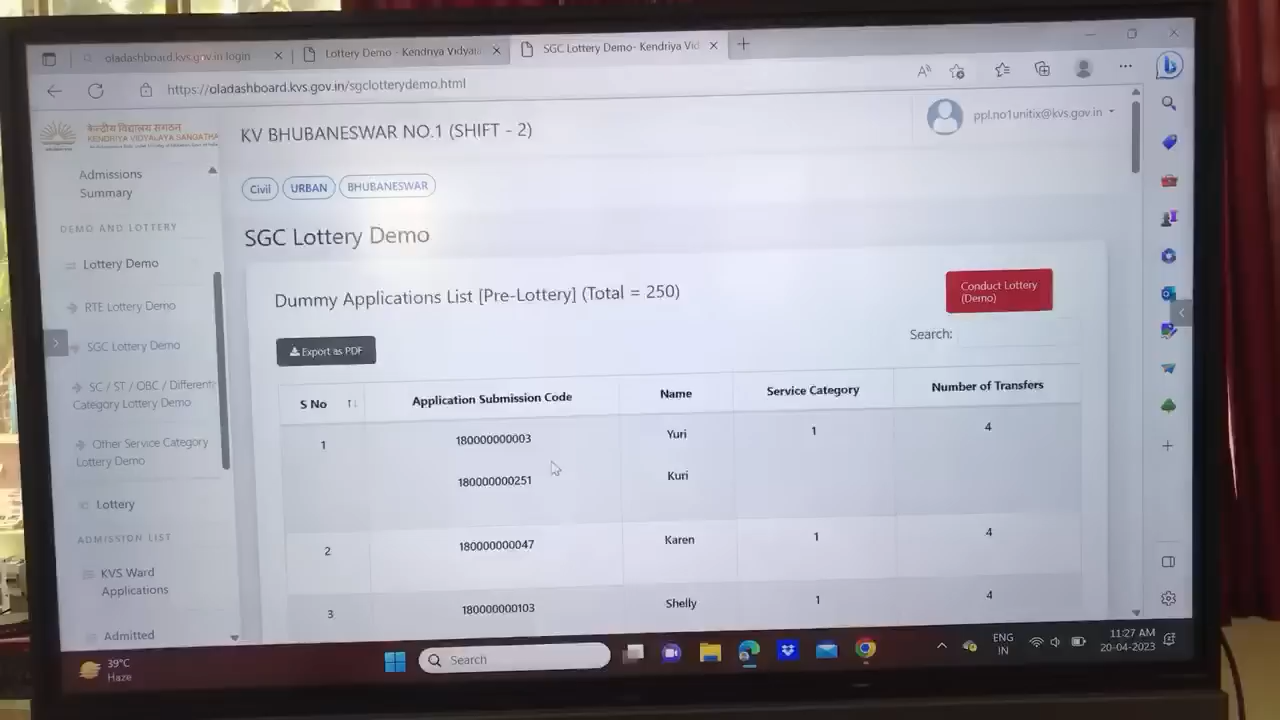 oladashboard.kvs.gov.in login
Lottery Demo - Kendriya Vidyala
SGC Lottery Demo- Kendriya Vid
https://oladashboard.kvs.gov.in/sgclotterydemo.html
केन्द्रीय विद्यालय संगठन
KENDRIYA VIDYALAYA SANGATHA
KV BHUBANESWAR NO.1 (SHIFT - 2)
ppl.no1unitix@kvs.gov.in
Civil
URBAN
BHUBANESWAR
Admissions
Summary
DEMO AND LOTTERY
Lottery Demo
RTE Lottery Demo
SGC Lottery Demo
SC / ST / OBC / Different
Category Lottery Demo
Other Service Category
Lottery Demo
Lottery
ADMISSION LIST
KVS Ward
Applications
Admitted
SGC Lottery Demo
Dummy Applications List [Pre-Lottery] (Total = 250)
Conduct Lottery
(Demo)
Export as PDF
Search:
S No Application Submission Code Name Service Category Number of Transfers
1 180000000003 Yuri 1 4
180000000251 Kuri
2 180000000047 Karen 1 4
3 180000000103 Shelly 1 4
39°C
Haze
Search
ENG
IN
11:27 AM
20-04-2023